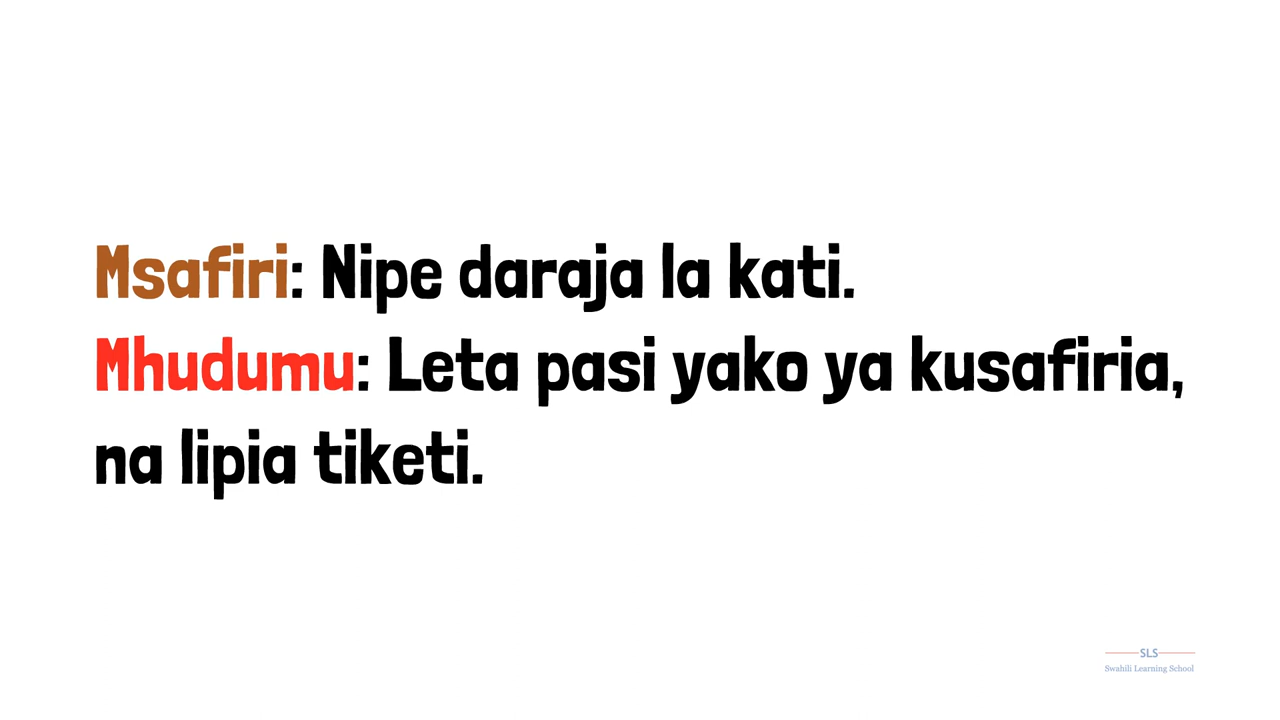 Msafiri: Nipe daraja la kati.
Mhudumu: Leta pasi yako ya kusafiria,
na lipia tiketi.
SLS
Swahili Learning School